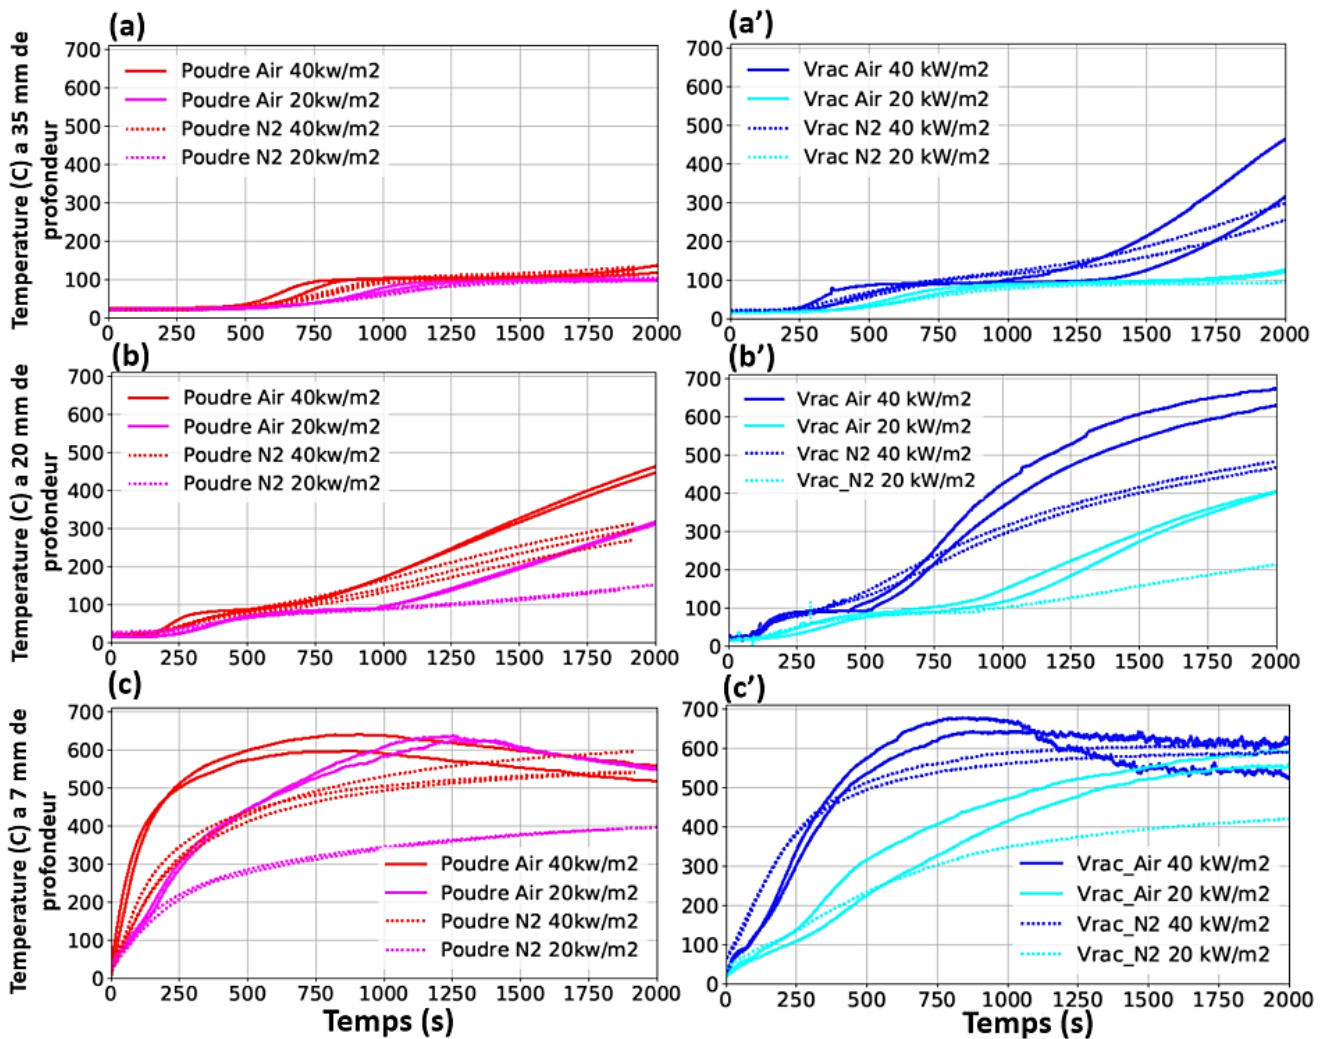 (a)
Temperature (C) a 35 mm de
profondeur
700
600
500
400
300
200
100
0
Poudre Air 40kw/m2
Poudre Air 20kw/m2
Poudre N2 40kw/m2
Poudre N2 20kw/m2
0 250 500 750 1000 1250 1500 1750 2000
(a')
700
600
500
400
300
200
100
0
Vrac Air 40 kW/m2
Vrac Air 20 kW/m2
Vrac N2 40 kW/m2
Vrac N2 20 kW/m2
0 250 500 750 1000 1250 1500 1750 2000
(b)
Temperature (C) a 20 mm de
profondeur
700
600
500
400
300
200
100
0
Poudre Air 40kw/m2
Poudre Air 20kw/m2
Poudre N2 40kw/m2
Poudre N2 20kw/m2
0 250 500 750 1000 1250 1500 1750 2000
(b')
700
600
500
400
300
200
100
0
Vrac Air 40 kW/m2
Vrac Air 20 kW/m2
Vrac N2 40 kW/m2
Vrac_N2 20 kW/m2
0 250 500 750 1000 1250 1500 1750 2000
(c)
Temperature (C) a 7 mm de
profondeur
700
600
500
400
300
200
100
0
Poudre Air 40kw/m2
Poudre Air 20kw/m2
Poudre N2 40kw/m2
Poudre N2 20kw/m2
0 250 500 750 1000 1250 1500 1750 2000
Temps (s)
(c')
700
600
500
400
300
200
100
0
Vrac_Air 40 kW/m2
Vrac_Air 20 kW/m2
Vrac_N2 40 kW/m2
Vrac_N2 20 kW/m2
0 250 500 750 1000 1250 1500 1750 2000
Temps (s)